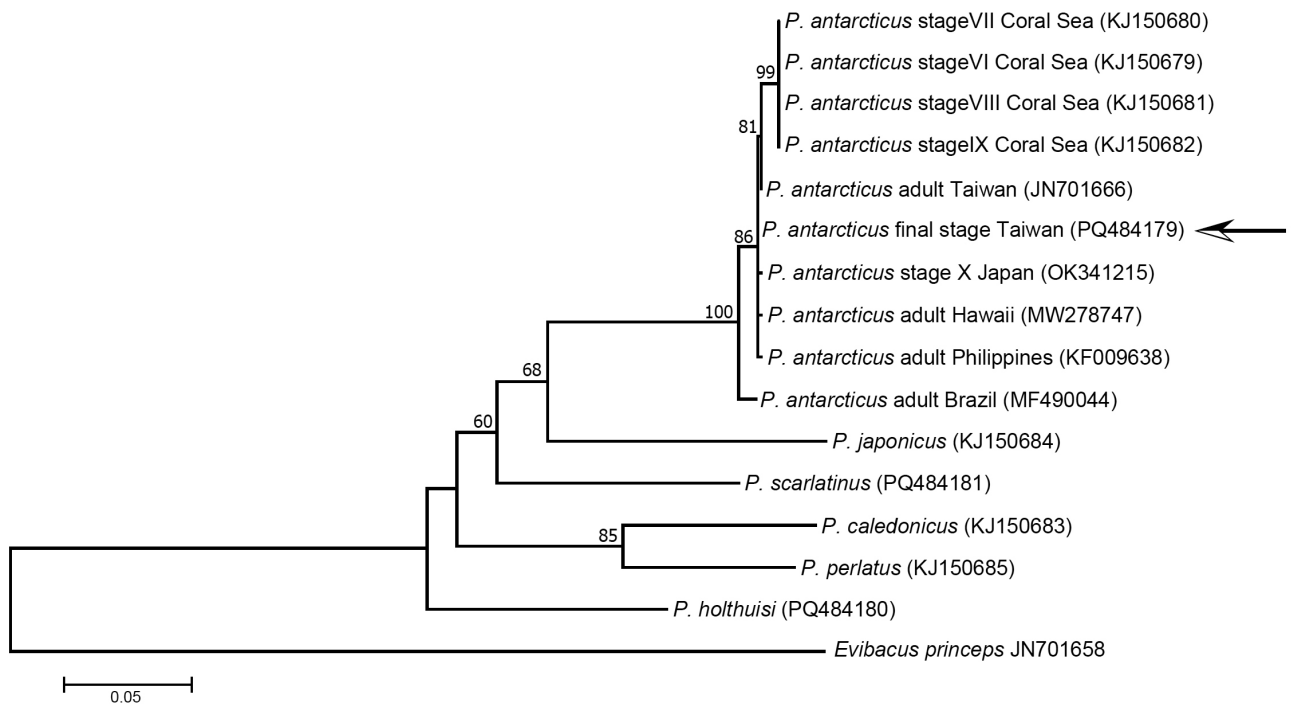 P. antarcticus stageVII Coral Sea (KJ150680)
P. antarcticus stageVI Coral Sea (KJ150679)
99
P. antarcticus stageVIII Coral Sea (KJ150681)
81
P. antarcticus stageIX Coral Sea (KJ150682)
P. antarcticus adult Taiwan (JN701666)
P. antarcticus final stage Taiwan (PQ484179)
86
P. antarcticus stage X Japan (OK341215)
100
P. antarcticus adult Hawaii (MW278747)
P. antarcticus adult Philippines (KF009638)
68
P. antarcticus adult Brazil (MF490044)
60
P. japonicus (KJ150684)
P. scarlatinus (PQ484181)
P. caledonicus (KJ150683)
85
P. perlatus (KJ150685)
P. holthuisi (PQ484180)
Evibacus princeps JN701658
0.05